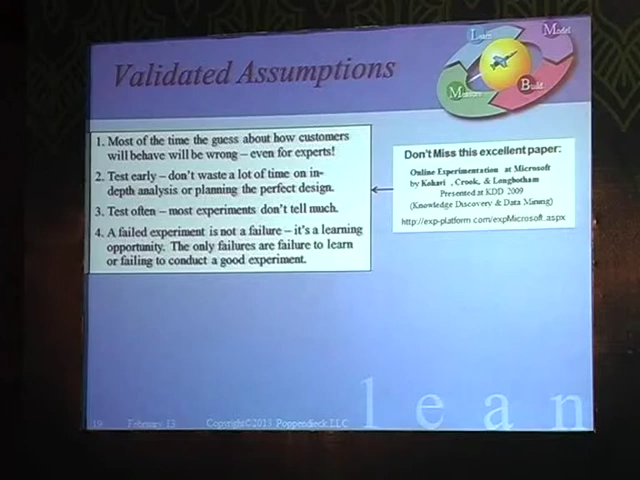 Validated Assumptions
Learn
Model
Measure
Build
1. Most of the time the guess about how customers
will behave will be wrong – even for experts!
2. Test early – don't waste a lot of time on in-
depth analysis or planning the perfect design.
3. Test often – most experiments don't tell much.
4. A failed experiment is not a failure – it's a learning
opportunity. The only failures are failure to learn
or failing to conduct a good experiment.
Don't Miss this excellent paper:
Online Experimentation at Microsoft
by Kohavi , Crook, & Longbotham
Presented at KDD 2009
(Knowledge Discovery & Data Mining)
http://exp-platform.com/expMicrosoft.aspx
lean
19 February 13 Copyright©2013 Poppendieck.LLC